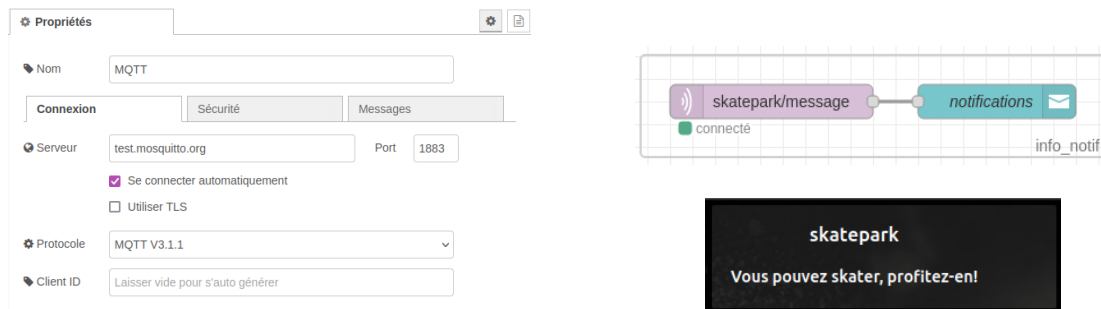 Propriétés
Nom MQTT
Connexion Sécurité Messages
Serveur test.mosquitto.org Port 1883
Se connecter automatiquement
Utiliser TLS
Protocole MQTT V3.1.1
Client ID Laisser vide pour s'auto générer
skatepark/message notifications
connecté
info_notif
skatepark
Vous pouvez skater, profitez-en!